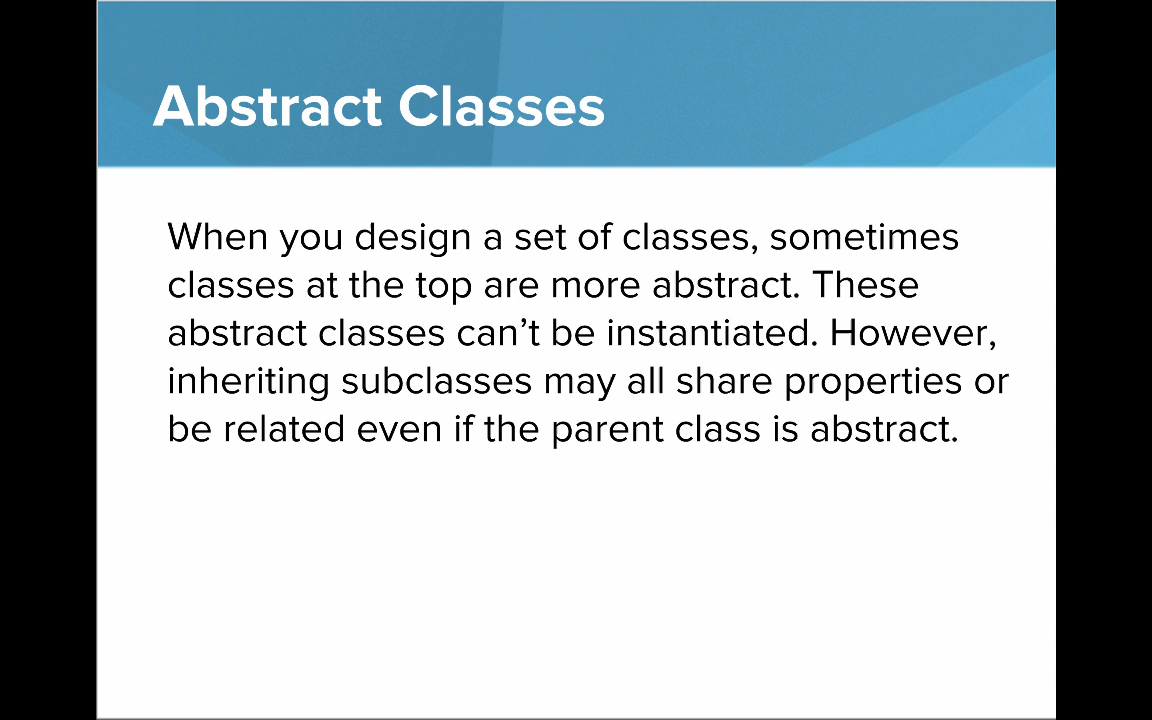 Abstract Classes
When you design a set of classes, sometimes
classes at the top are more abstract. These
abstract classes can’t be instantiated. However,
inheriting subclasses may all share properties or
be related even if the parent class is abstract.